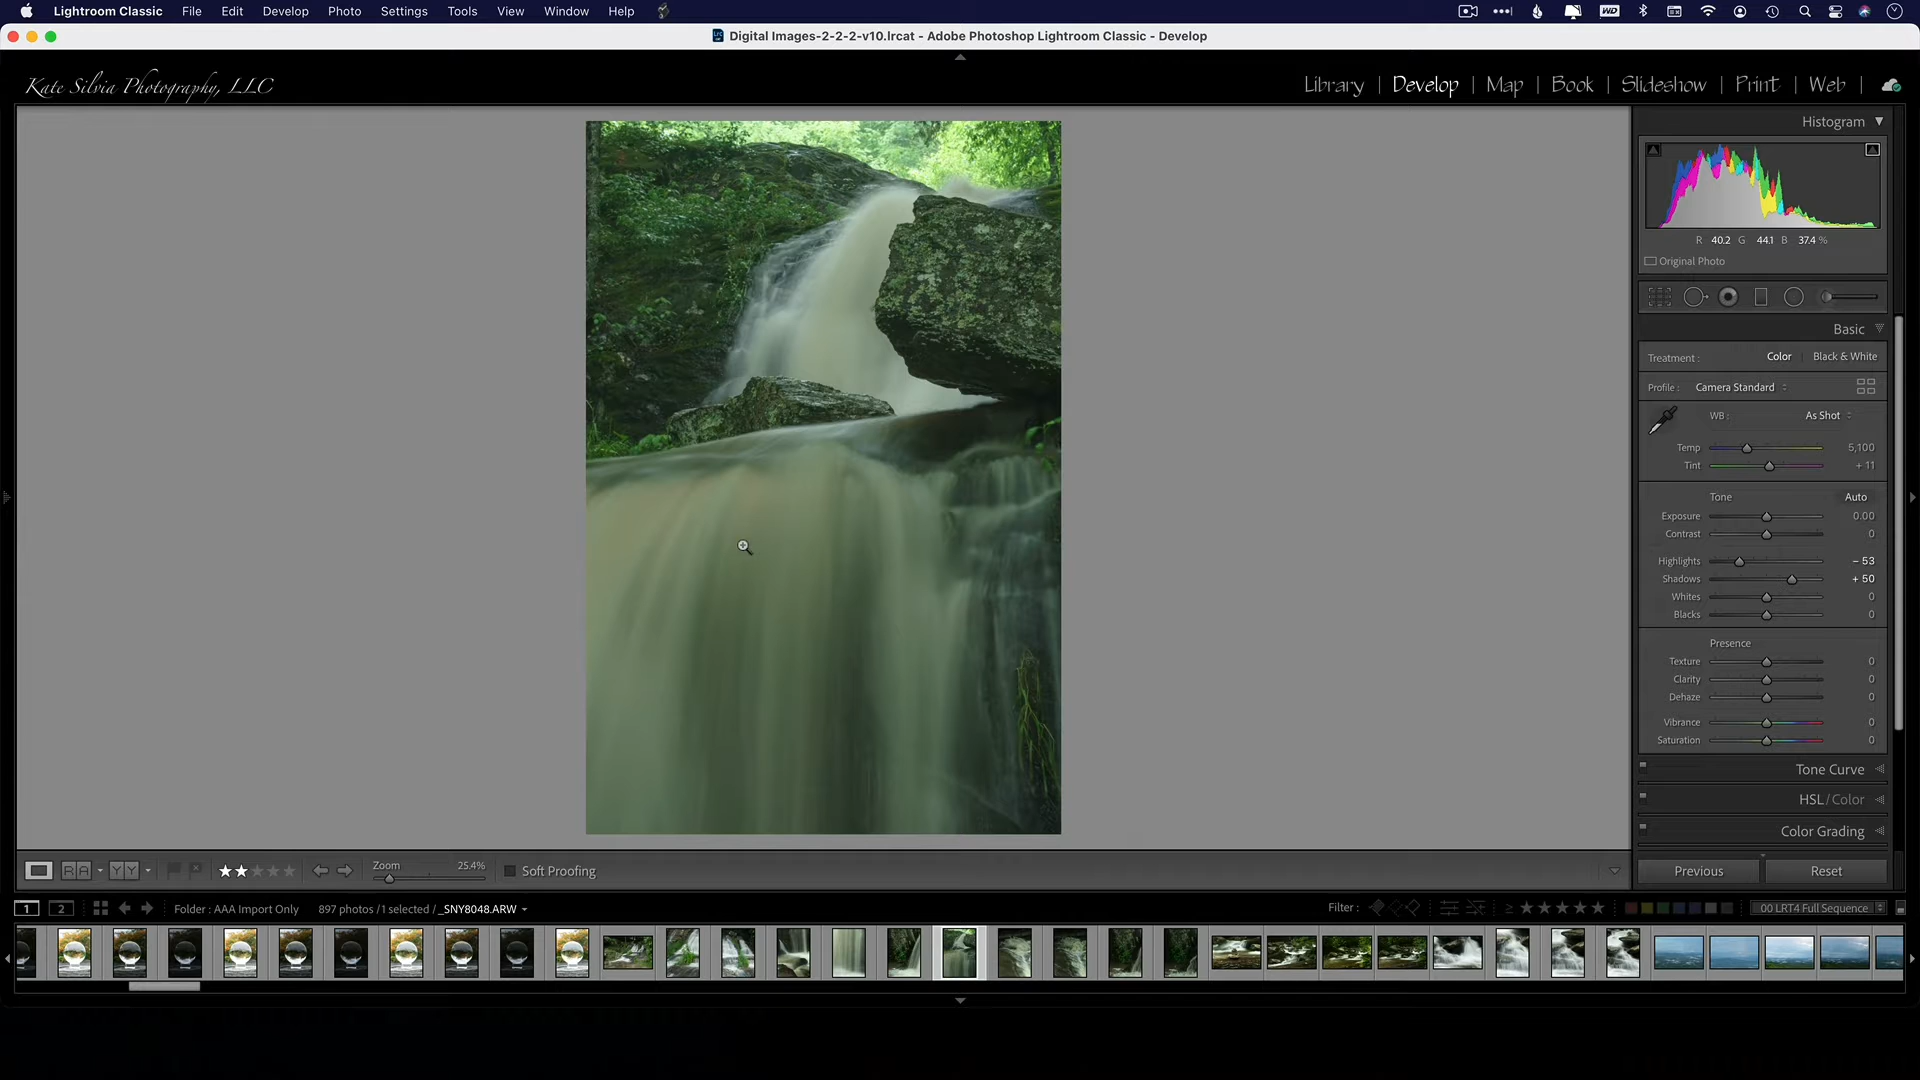 Lightroom Classic File Edit Develop Photo Settings Tools View Window Help
Digital Images-2-2-2-v10.lrcat - Adobe Photoshop Lightroom Classic - Develop
Kate Silvia Photography, LLC
Library | Develop | Map | Book | Slideshow | Print | Web |
Histogram
R 40.2 G 44.1 B 37.4 %
Original Photo
Basic
Treatment : Color Black & White
Profile : Camera Standard
WB : As Shot
Temp 5,100
Tint + 11
Tone Auto
Exposure 0.00
Contrast 0
Highlights – 53
Shadows + 50
Whites 0
Blacks 0
Presence
Texture 0
Clarity 0
Dehaze 0
Vibrance 0
Saturation 0
Tone Curve
HSL / Color
Color Grading
Previous Reset
R A Y Y Zoom 25.4% Soft Proofing
1 2 Folder : AAA Import Only 897 photos / 1 selected / _SNY8048.ARW Filter : ≥ 00 LRT4 Full Sequence